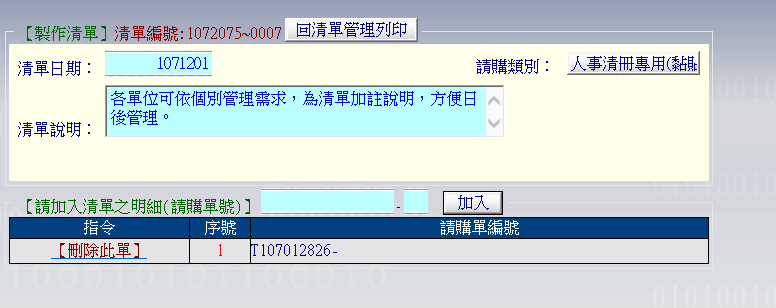 【製作清單】清單編號:1072075~0007 回清單管理列印
清單日期： 1071201 請購類別： 人事清冊專用(黏貼
清單說明： 各單位可依個別管理需求，為清單加註說明，方便日
後管理。
【請加入清單之明細(請購單號)】 - 加入
指令 序號 請購單編號
【刪除此單】 1 T107012826-